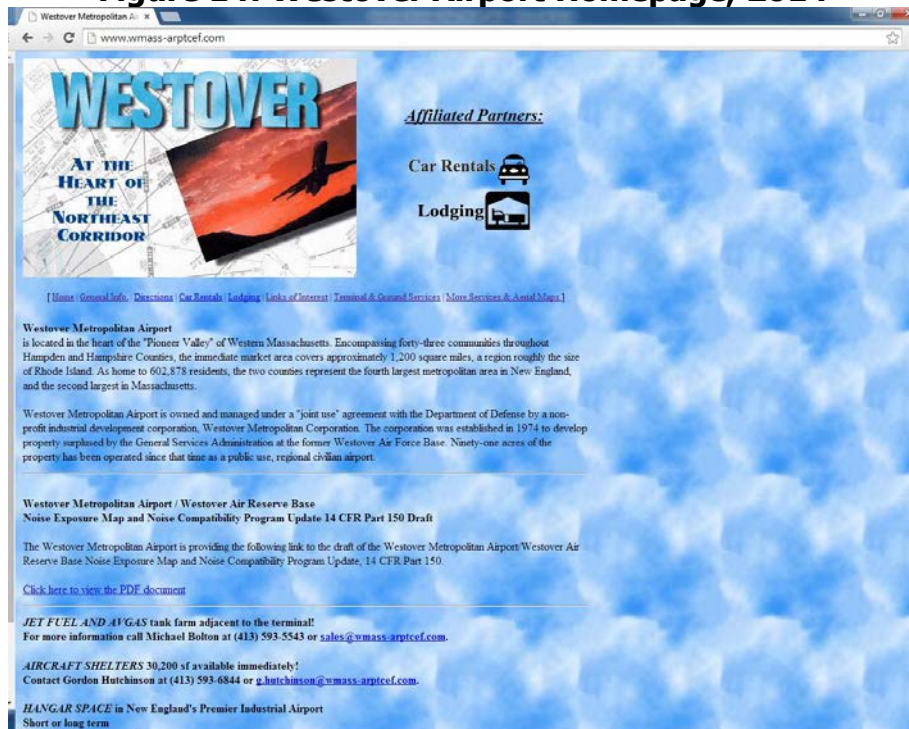 Westover Metropolitan Ai
www.wmass-arptcef.com
WESTOVER
AT THE
HEART OF
THE
NORTHEAST
CORRIDOR
Affiliated Partners:
Car Rentals
Lodging
[ Home | General Info. | Directions | Car Rentals | Lodging | Links of Interest | Terminal & Ground Services | More Services & Aerial Maps ]
Westover Metropolitan Airport
is located in the heart of the "Pioneer Valley" of Western Massachusetts. Encompassing forty-three communities throughout
Hampden and Hampshire Counties, the immediate market area covers approximately 1,200 square miles, a region roughly the size
of Rhode Island. As home to 602,878 residents, the two counties represent the fourth largest metropolitan area in New England,
and the second largest in Massachusetts.
Westover Metropolitan Airport is owned and managed under a "joint use" agreement with the Department of Defense by a non-
profit industrial development corporation, Westover Metropolitan Corporation. The corporation was established in 1974 to develop
property surplused by the General Services Administration at the former Westover Air Force Base. Ninety-one acres of the
property has been operated since that time as a public use, regional civilian airport.
Westover Metropolitan Airport / Westover Air Reserve Base
Noise Exposure Map and Noise Compatibility Program Update 14 CFR Part 150 Draft
The Westover Metropolitan Airport is providing the following link to the draft of the Westover Metropolitan Airport/Westover Air
Reserve Base Noise Exposure Map and Noise Compatibility Program Update, 14 CFR Part 150.
Click here to view the PDF document
JET FUEL AND AVGAS tank farm adjacent to the terminal!
For more information call Michael Bolton at (413) 593-5543 or sales@wmass-arptcef.com.
AIRCRAFT SHELTERS 30,200 sf available immediately!
Contact Gordon Hutchinson at (413) 593-6844 or g.hutchinson@wmass-arptcef.com.
HANGAR SPACE in New England's Premier Industrial Airport
Short or long term